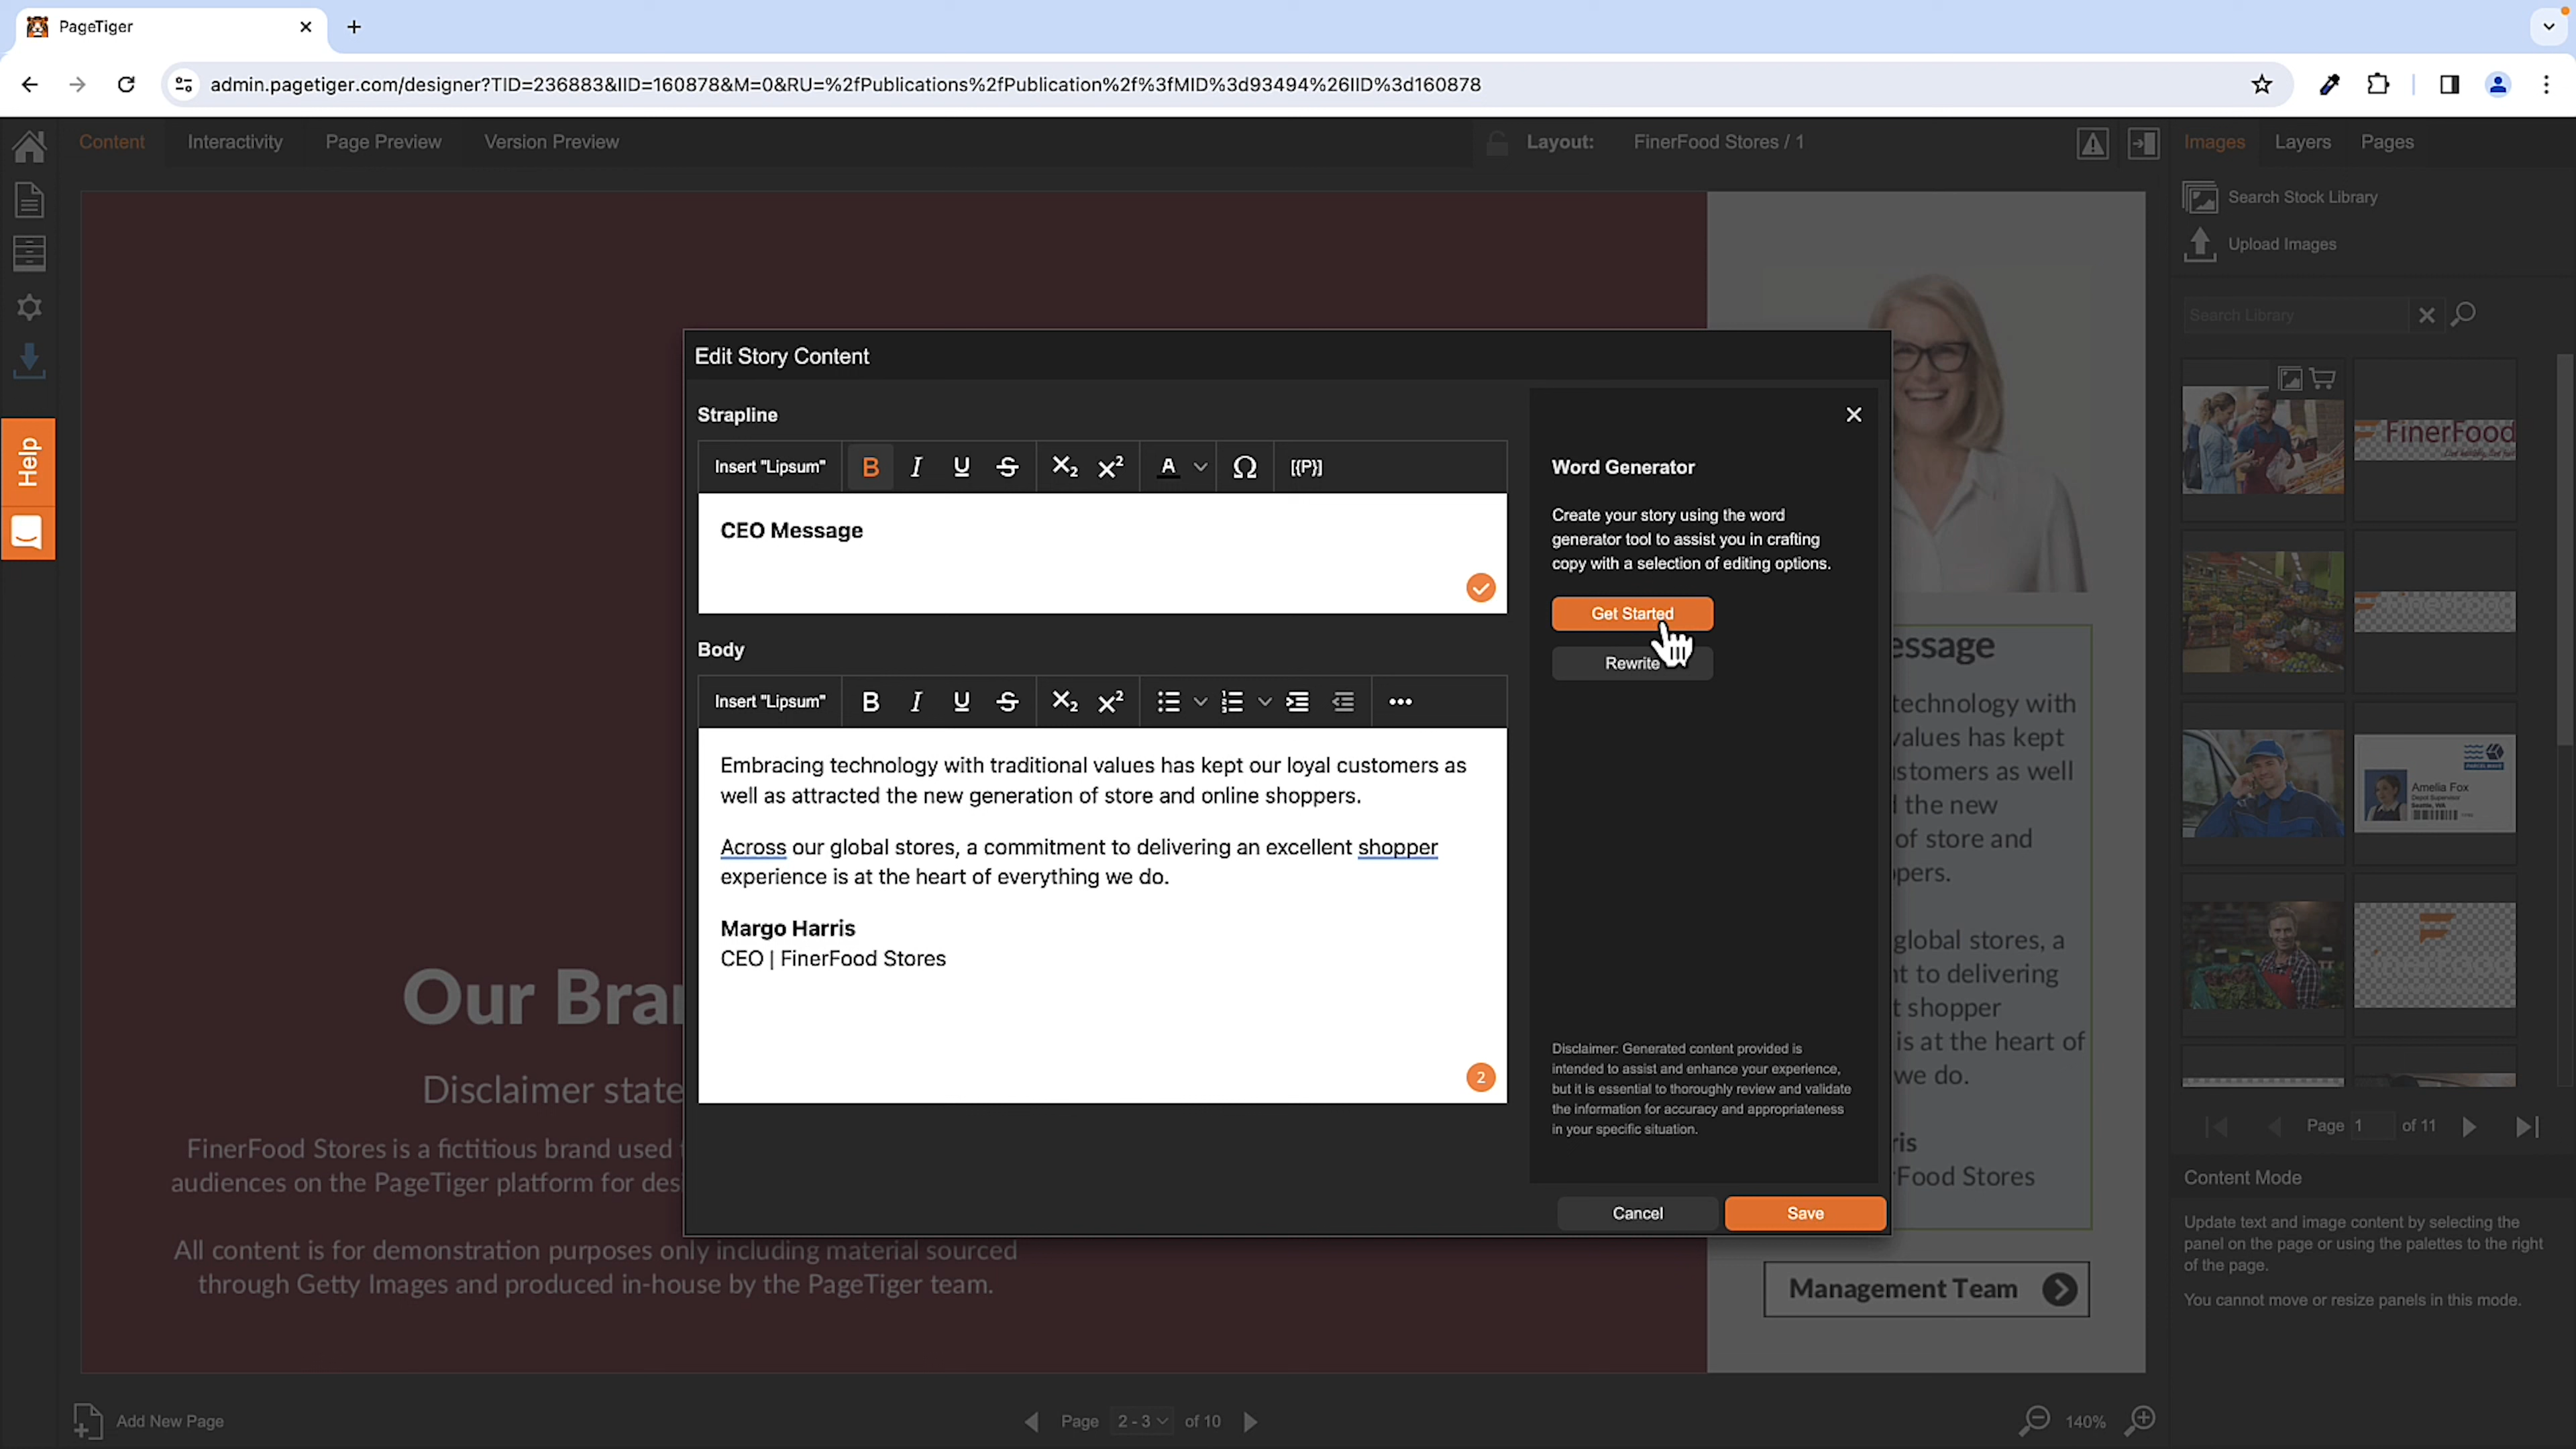 PageTiger
admin.pagetiger.com/designer?TID=236883&IID=160878&M=0&RU=%2fPublications%2fPublication%2f%3fMID%3d93494%26IID%3d160878
Content Interactivity Page Preview Version Preview Layout: FinerFood Stores / 1 Images Layers Pages
Search Stock Library
Upload Images
Search Library
Help
Edit Story Content
Strapline
Insert "Lipsum" B I U S X2 X2 A Ω [{P}]
CEO Message
Body
Insert "Lipsum" B I U S X2 X2
Embracing technology with traditional values has kept our loyal customers as
well as attracted the new generation of store and online shoppers.
Across our global stores, a commitment to delivering an excellent shopper
experience is at the heart of everything we do.
Margo Harris
CEO | FinerFood Stores
2
Word Generator
Create your story using the word
generator tool to assist you in crafting
copy with a selection of editing options.
Get Started
Rewrite
Disclaimer: Generated content provided is
intended to assist and enhance your experience,
but it is essential to thoroughly review and validate
the information for accuracy and appropriateness
in your specific situation.
Cancel Save
essage
technology with
values has kept
stomers as well
the new
of store and
pers.
global stores, a
t to delivering
t shopper
is at the heart of
we do.
ris
Food Stores
Management Team
Our Bra
Disclaimer state
FinerFood Stores is a fictitious brand used
audiences on the PageTiger platform for des
All content is for demonstration purposes only including material sourced
through Getty Images and produced in-house by the PageTiger team.
FinerFood
Amelia Fox
Depot Supervisor
Seattle, WA
Page 1 of 11
Content Mode
Update text and image content by selecting the
panel on the page or using the palettes to the right
of the page.
You cannot move or resize panels in this mode.
Add New Page Page 2 - 3 of 10 140%